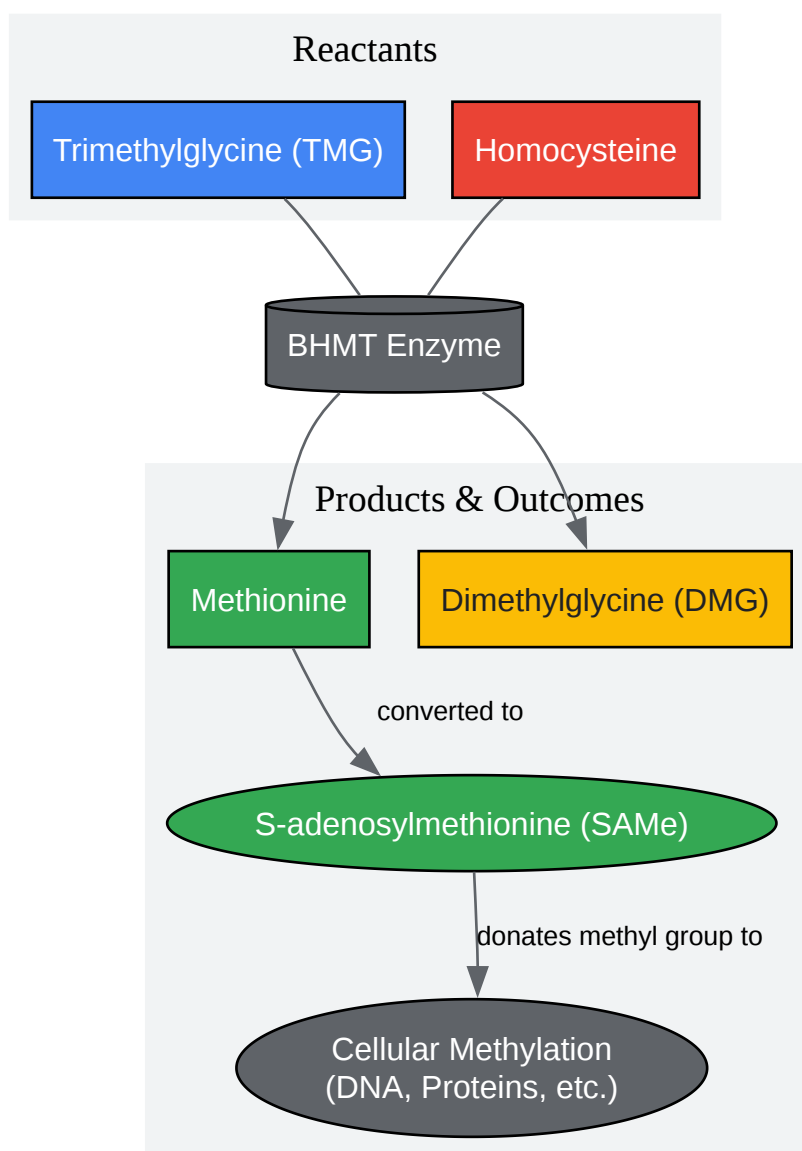 Reactants
Trimethylglycine (TMG)
Homocysteine
BHMT Enzyme
Products & Outcomes
Methionine
Dimethylglycine (DMG)
converted to
S-adenosylmethionine (SAMe)
donates methyl group to
Cellular Methylation
(DNA, Proteins, etc.)